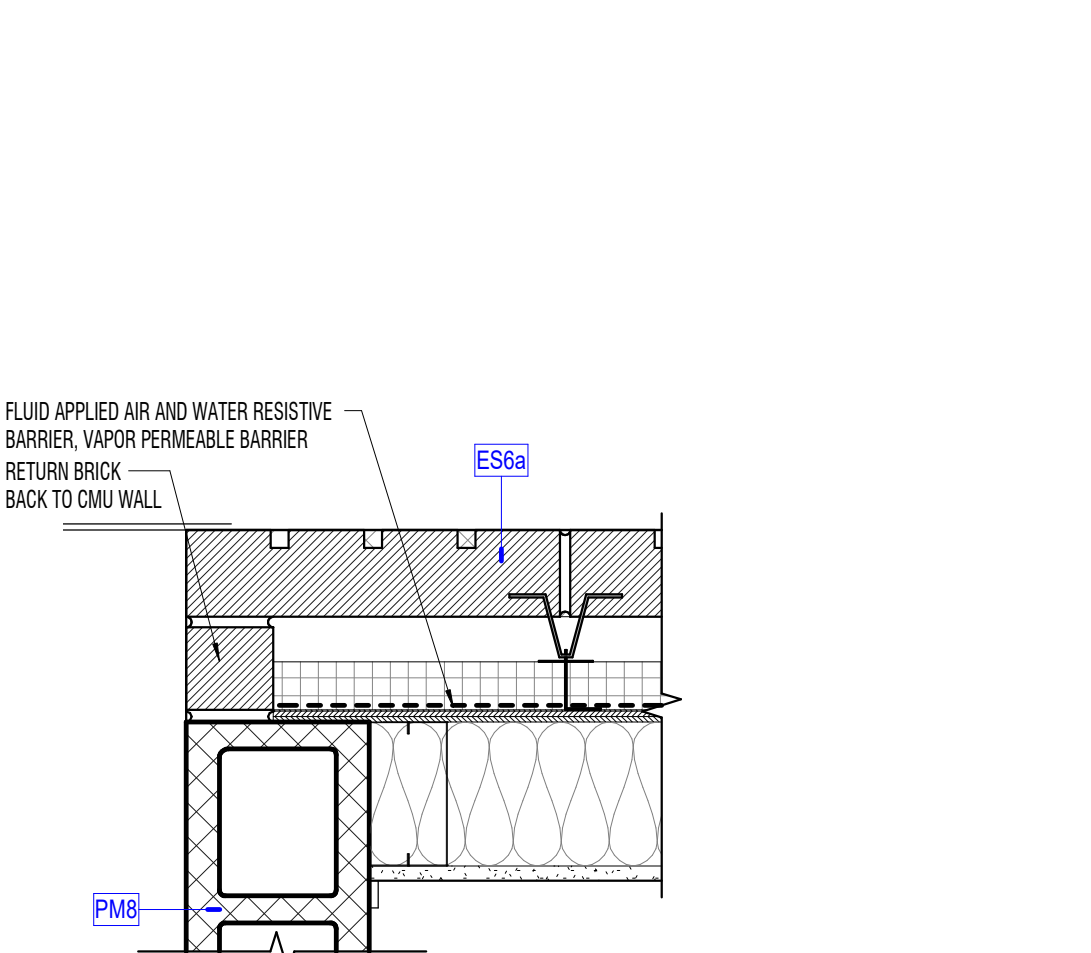 FLUID APPLIED AIR AND WATER RESISTIVE
BARRIER, VAPOR PERMEABLE BARRIER
RETURN BRICK
BACK TO CMU WALL
ES6a
PM8